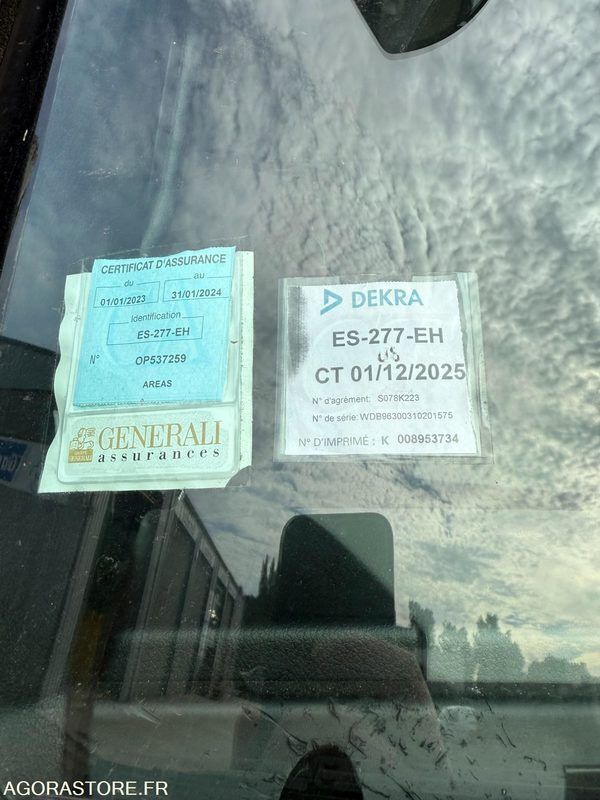 CERTIFICAT D'ASSURANCE
du au
01/01/2023 31/01/2024
Identification
ES-277-EH
N° OP537259
AREAS
GENERALI
assurances
DEKRA
ES-277-EH
CT 01/12/2025
N° d'agrément: S078K223
N° de série: WDB96300310201575
N° D'IMPRIMÉ : K 008953734
AGORASTORE.FR